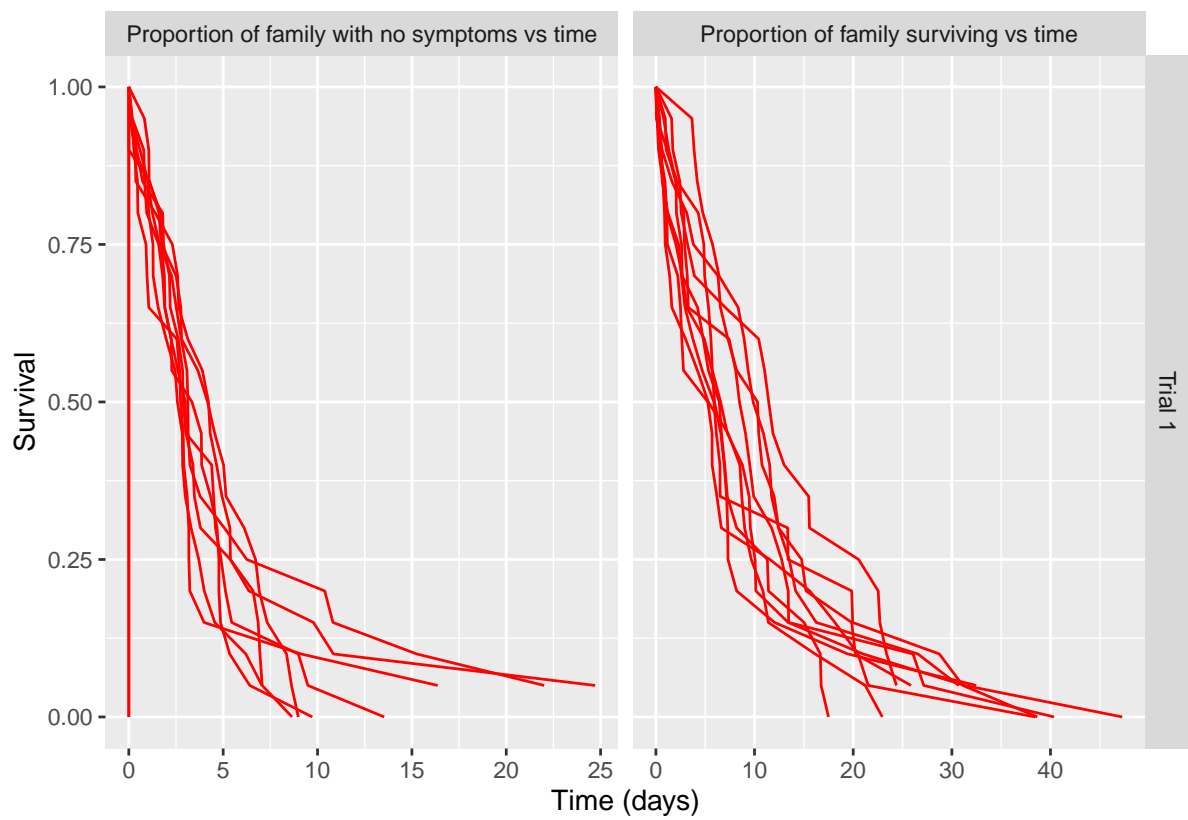 Proportion of family with no symptoms vs time
Proportion of family surviving vs time
1.00
0.75
0.50
0.25
0.00
Survival
Trial 1
0 5 10 15 20 25
0 10 20 30 40
Time (days)